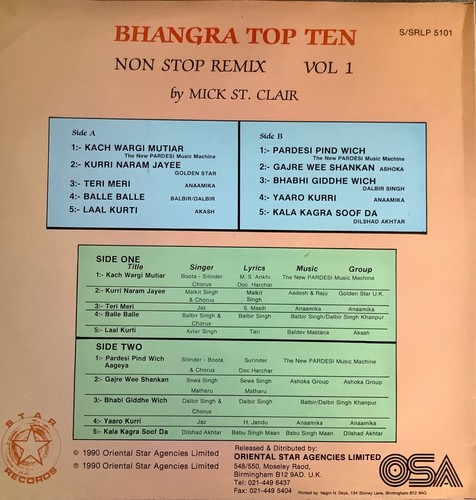 BHANGRA TOP TEN
S/SRLP 5101
NON STOP REMIX VOL 1
by MICK ST. CLAIR
Side A
1:- KACH WARGI MUTIAR
The New PARDESI Music Machine
2:- KURRI NARAM JAYEE
GOLDEN STAR
3:- TERI MERI ANAAMIKA
4:- BALLE BALLE BALBIR/DALBIR
5:- LAAL KURTI AKASH
Side B
1:- PARDESI PIND WICH
The New PARDESI Music Machine
2:- GAJRE WEE SHANKAN ASHOKA
3:- BHABHI GIDDHE WICH
DALBIR SINGH
4:- YAARO KURRI ANAAMIKA
5:- KALA KAGRA SOOF DA
DILSHAD AKHTAR
SIDE ONE
Title Singer Lyrics Music Group
1:- Kach Wargi Mutiar Boota - Silinder M. S. Ankhi The New PARDESI Music Machine
Chorus Doc. Harchar
2:- Kurri Naram Jayee Malkit Singh Malkit Aadesh & Raju Golden Star U.K.
& Chorus Singh
3:- Teri Meri Jaz S. Masih Anaamika Anaamika
4:- Balle Balle Balbir Singh & Balbir Singh Balbir Singh/Dalbir Singh Khanpur
Chorus
5:- Laal Kurti Avtar Singh Tari Baldev Mastana Akash
SIDE TWO
1:- Pardesi Pind Wich Silinder - Boota Surinder The New PARDESI Music Machine
Aageya & Chorus Doc Harchar
2:- Gajre Wee Shankan Sewa Singh Sewa Singh Ashoka Group Ashoka Group
Matharu Matharu
3:- Bhabi Giddhe Wich Dalbir Singh & Dalbir Singh Balbir/Dalbir Singh Khanpur
Chorus
4:- Yaaro Kurri Jaz H. Jandu Anaamika Anaamika
5:- Kala Kagra Soof Da Dilshad Akhtar Babu Singh Maan Babu Singh Maan Dilshad Akhtar
STAR
RECORDS
© 1990 Oriental Star Agencies Limited
℗ 1990 Oriental Star Agencies Limited
Released & Distributed by:
ORIENTAL STAR AGENCIES LIMITED
548/550, Moseley Raod,
Birmingham B12 9AD. U.K.
Tel: 021-449 6437
Fax: 021-449 5404
OSA
Printed by: Nagin N. Daya, 134 Stoney Lane, Birmingham B12 8AQ